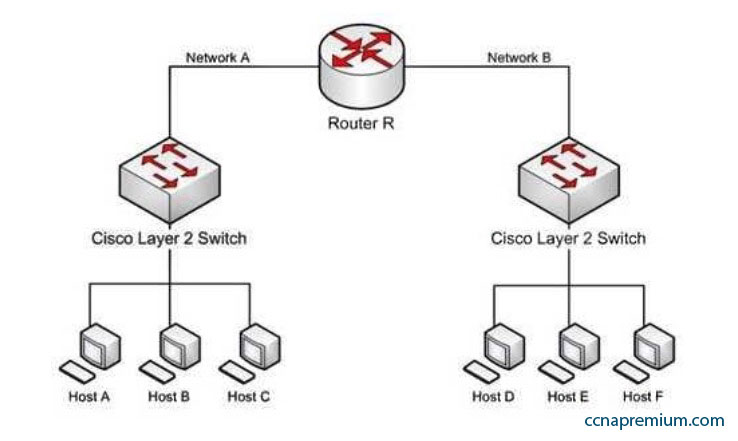 Network A
Network B
Router R
Cisco Layer 2 Switch
Cisco Layer 2 Switch
Host A
Host B
Host C
Host D
Host E
Host F
ccnapremium.com